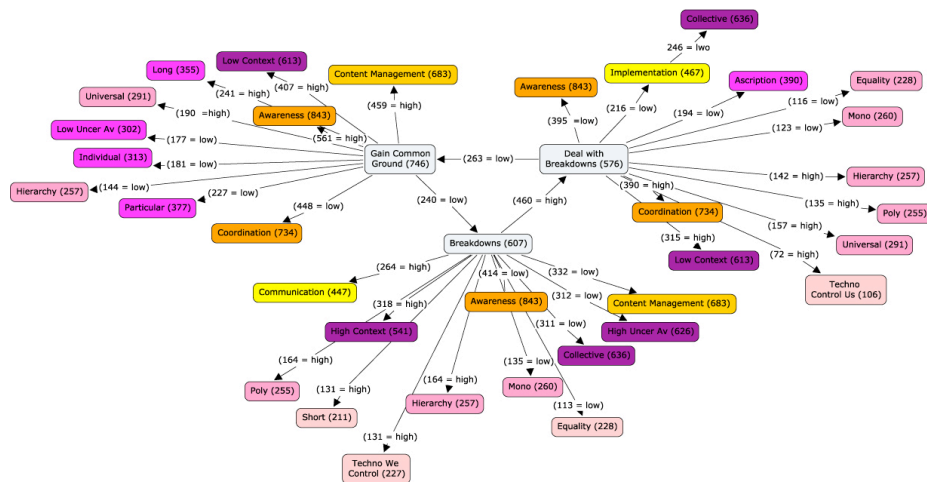 Collective (636)
246 = lwo
Low Context (613)
Long (355)
Content Management (683)
Implementation (467)
Awareness (843)
Ascription (390)
Equality (228)
Universal (291)
(241 = high)
(407 = high)
(459 = high)
(216 = low)
(116 = low)
(190 =high)
Awareness (843)
(395 = low)
(194 = low)
Mono (260)
Low Uncer Av (302)
(177 = low)
(561 = high)
(123 = low)
Individual (313)
(181 = low)
Gain Common
Ground (746)
(263 = low)
Deal with
Breakdowns (576)
Hierarchy (257)
(144 = low)
(142 = high)
Hierarchy (257)
(227 = low)
(390 = high)
Particular (377)
(240 = low)
(460 = high)
(135 = high)
Poly (255)
(448 = low)
Coordination (734)
Coordination (734)
(157 = high)
(315 = high)
Universal (291)
Breakdowns (607)
(72 = high)
Low Context (613)
(264 = high)
(414 = low)
(332 = low)
Techno
Control Us (106)
Communication (447)
(318 = high)
Awareness (843)
(312 = low)
Content Management (683)
High Context (541)
(311 = low)
High Uncer Av (626)
(164 = high)
Collective (636)
(135 = low)
Poly (255)
(131 = high)
(164 = high)
Mono (260)
Short (211)
Hierarchy (257)
(113 = low)
Equality (228)
(131 = high)
Techno We
Control (227)